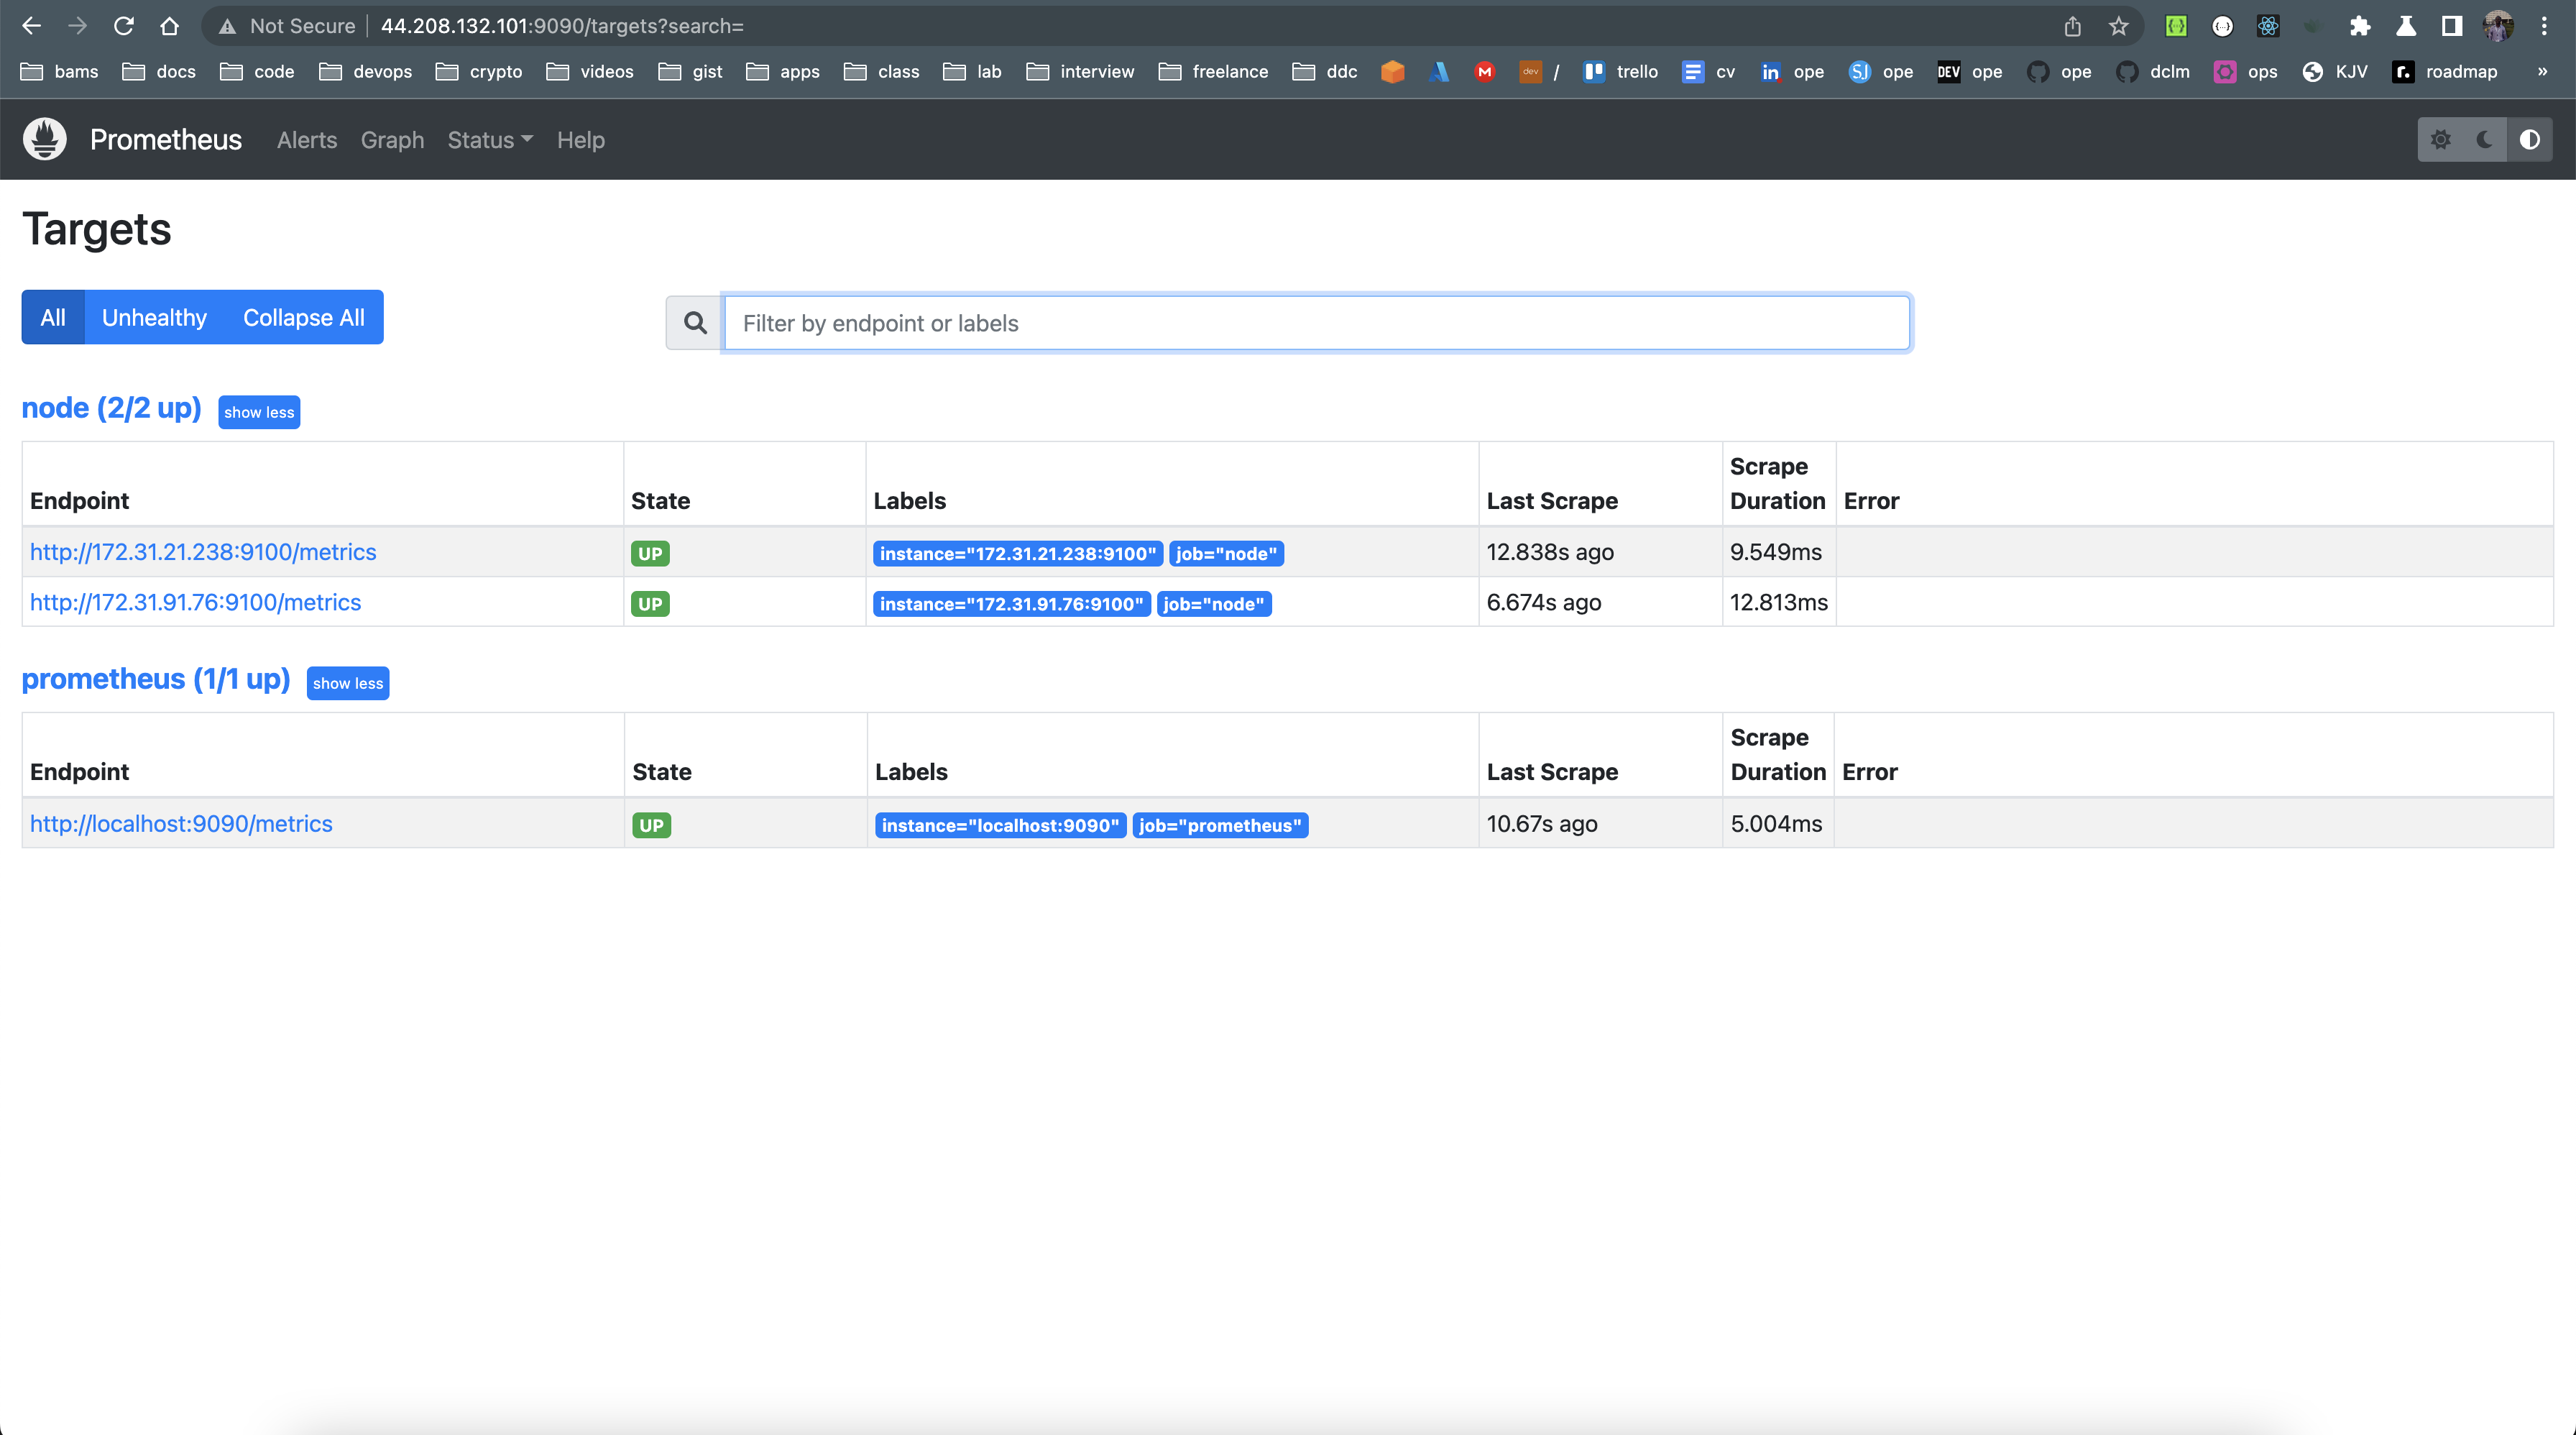 Not Secure 44.208.132.101:9090/targets?search=
bams docs code devops crypto videos gist apps class lab interview freelance ddc dev / trello cv in ope SJ ope DEV ope ope dclm ops KJV r. roadmap »
Prometheus Alerts Graph Status Help
Targets
All Unhealthy Collapse All Filter by endpoint or labels
node (2/2 up) show less
Endpoint State Labels Last Scrape Scrape Duration Error
http://172.31.21.238:9100/metrics UP instance="172.31.21.238:9100" job="node" 12.838s ago 9.549ms
http://172.31.91.76:9100/metrics UP instance="172.31.91.76:9100" job="node" 6.674s ago 12.813ms
prometheus (1/1 up) show less
Endpoint State Labels Last Scrape Scrape Duration Error
http://localhost:9090/metrics UP instance="localhost:9090" job="prometheus" 10.67s ago 5.004ms